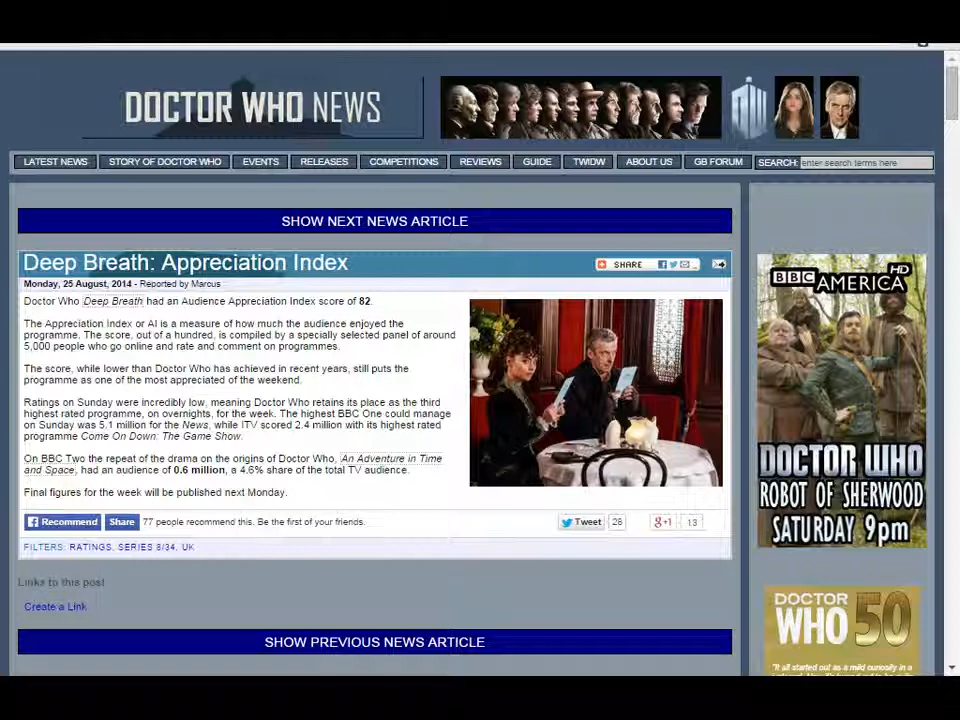 DOCTOR WHO NEWS
LATEST NEWS
STORY OF DOCTOR WHO
EVENTS
RELEASES
COMPETITIONS
REVIEWS
GUIDE
TWIDW
ABOUT US
GB FORUM
SEARCH: enter search terms here
SHOW NEXT NEWS ARTICLE
Deep Breath: Appreciation Index
SHARE
Monday, 25 August, 2014 - Reported by Marcus
Doctor Who Deep Breath had an Audience Appreciation Index score of 82.
The Appreciation Index or AI is a measure of how much the audience enjoyed the
programme. The score, out of a hundred, is compiled by a specially selected panel of around
5,000 people who go online and rate and comment on programmes.
The score, while lower than Doctor Who has achieved in recent years, still puts the
programme as one of the most appreciated of the weekend.
Ratings on Sunday were incredibly low, meaning Doctor Who retains its place as the third
highest rated programme, on overnights, for the week. The highest BBC One could manage
on Sunday was 5.1 million for the News, while ITV scored 2.4 million with its highest rated
programme Come On Down: The Game Show.
On BBC Two the repeat of the drama on the origins of Doctor Who, An Adventure in Time
and Space, had an audience of 0.6 million, a 4.6% share of the total TV audience.
Final figures for the week will be published next Monday.
Recommend
Share
77 people recommend this. Be the first of your friends.
Tweet
28
g+1
13
FILTERS: RATINGS, SERIES 8/34, UK
Links to this post
Create a Link
SHOW PREVIOUS NEWS ARTICLE
BBC AMERICA HD
DOCTOR WHO
ROBOT OF SHERWOOD
SATURDAY 9pm
DOCTOR
WHO 50
"It all started out as a mild curiosity in a